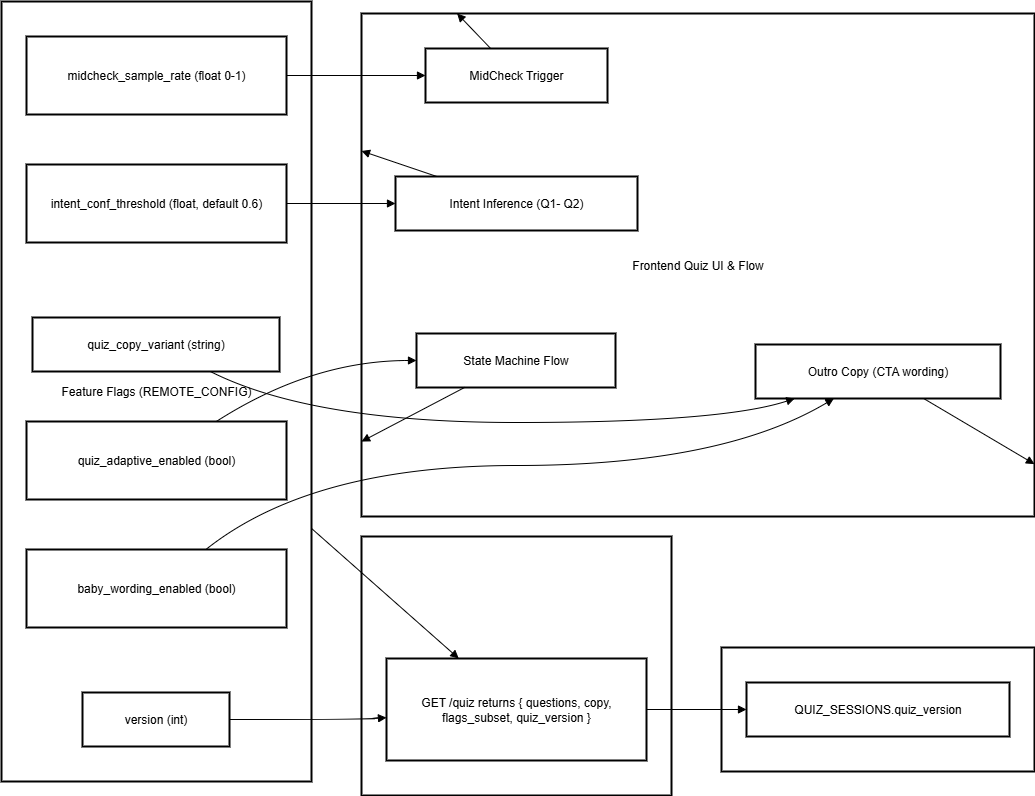 midcheck_sample_rate (float 0-1)
MidCheck Trigger
intent_conf_threshold (float, default 0.6)
Intent Inference (Q1- Q2)
Frontend Quiz UI & Flow
quiz_copy_variant (string)
State Machine Flow
Outro Copy (CTA wording)
Feature Flags (REMOTE_CONFIG)
quiz_adaptive_enabled (bool)
baby_wording_enabled (bool)
version (int)
GET /quiz returns { questions, copy,
flags_subset, quiz_version }
QUIZ_SESSIONS.quiz_version